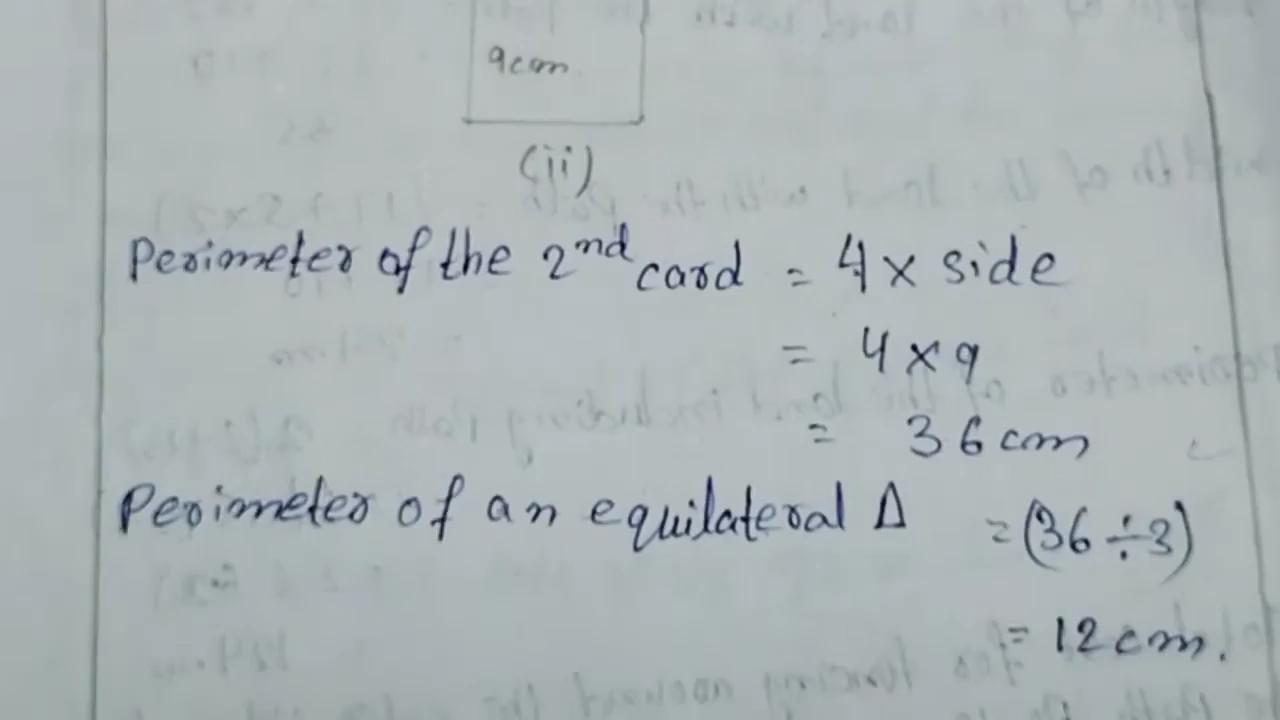 9cm
(ii)
Perimeter of the 2nd card = 4 x side
= 4 x 9
= 36 cm
Perimeter of an equilateral Δ = (36 ÷ 3)
= 12 cm.